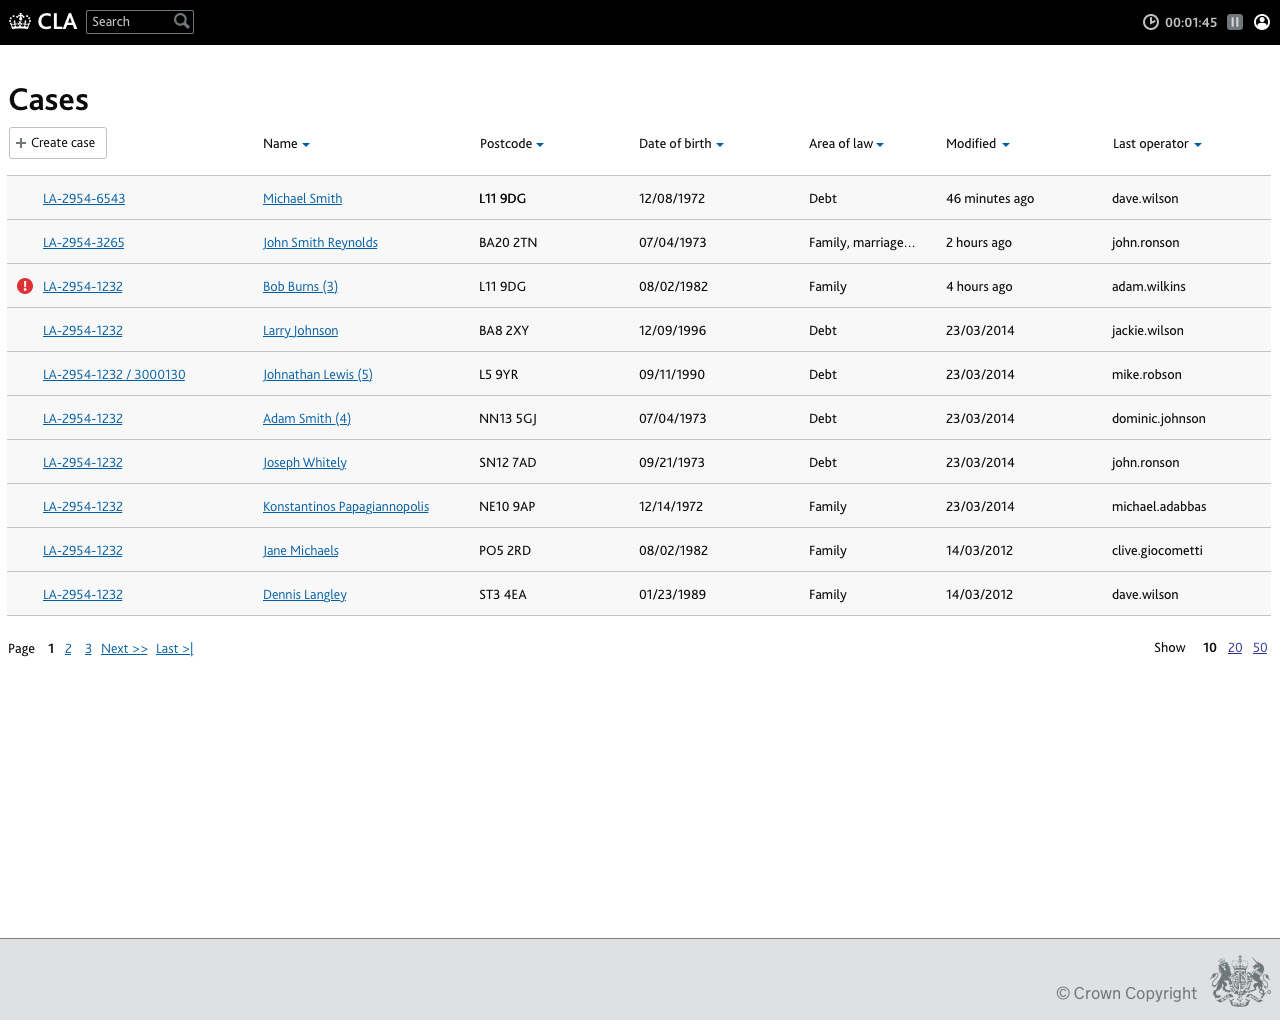 CLA Search 00:01:45
Cases
Create case Name Postcode Date of birth Area of law Modified Last operator
LA-2954-6543 Michael Smith L11 9DG 12/08/1972 Debt 46 minutes ago dave.wilson
LA-2954-3265 John Smith Reynolds BA20 2TN 07/04/1973 Family, marriage... 2 hours ago john.ronson
LA-2954-1232 Bob Burns (3) L11 9DG 08/02/1982 Family 4 hours ago adam.wilkins
LA-2954-1232 Larry Johnson BA8 2XY 12/09/1996 Debt 23/03/2014 jackie.wilson
LA-2954-1232 / 3000130 Johnathan Lewis (5) L5 9YR 09/11/1990 Debt 23/03/2014 mike.robson
LA-2954-1232 Adam Smith (4) NN13 5GJ 07/04/1973 Debt 23/03/2014 dominic.johnson
LA-2954-1232 Joseph Whitely SN12 7AD 09/21/1973 Debt 23/03/2014 john.ronson
LA-2954-1232 Konstantinos Papagiannopolis NE10 9AP 12/14/1972 Family 23/03/2014 michael.adabbas
LA-2954-1232 Jane Michaels PO5 2RD 08/02/1982 Family 14/03/2012 clive.giocometti
LA-2954-1232 Dennis Langley ST3 4EA 01/23/1989 Family 14/03/2012 dave.wilson
Page 1 2 3 Next >> Last >| Show 10 20 50
© Crown Copyright